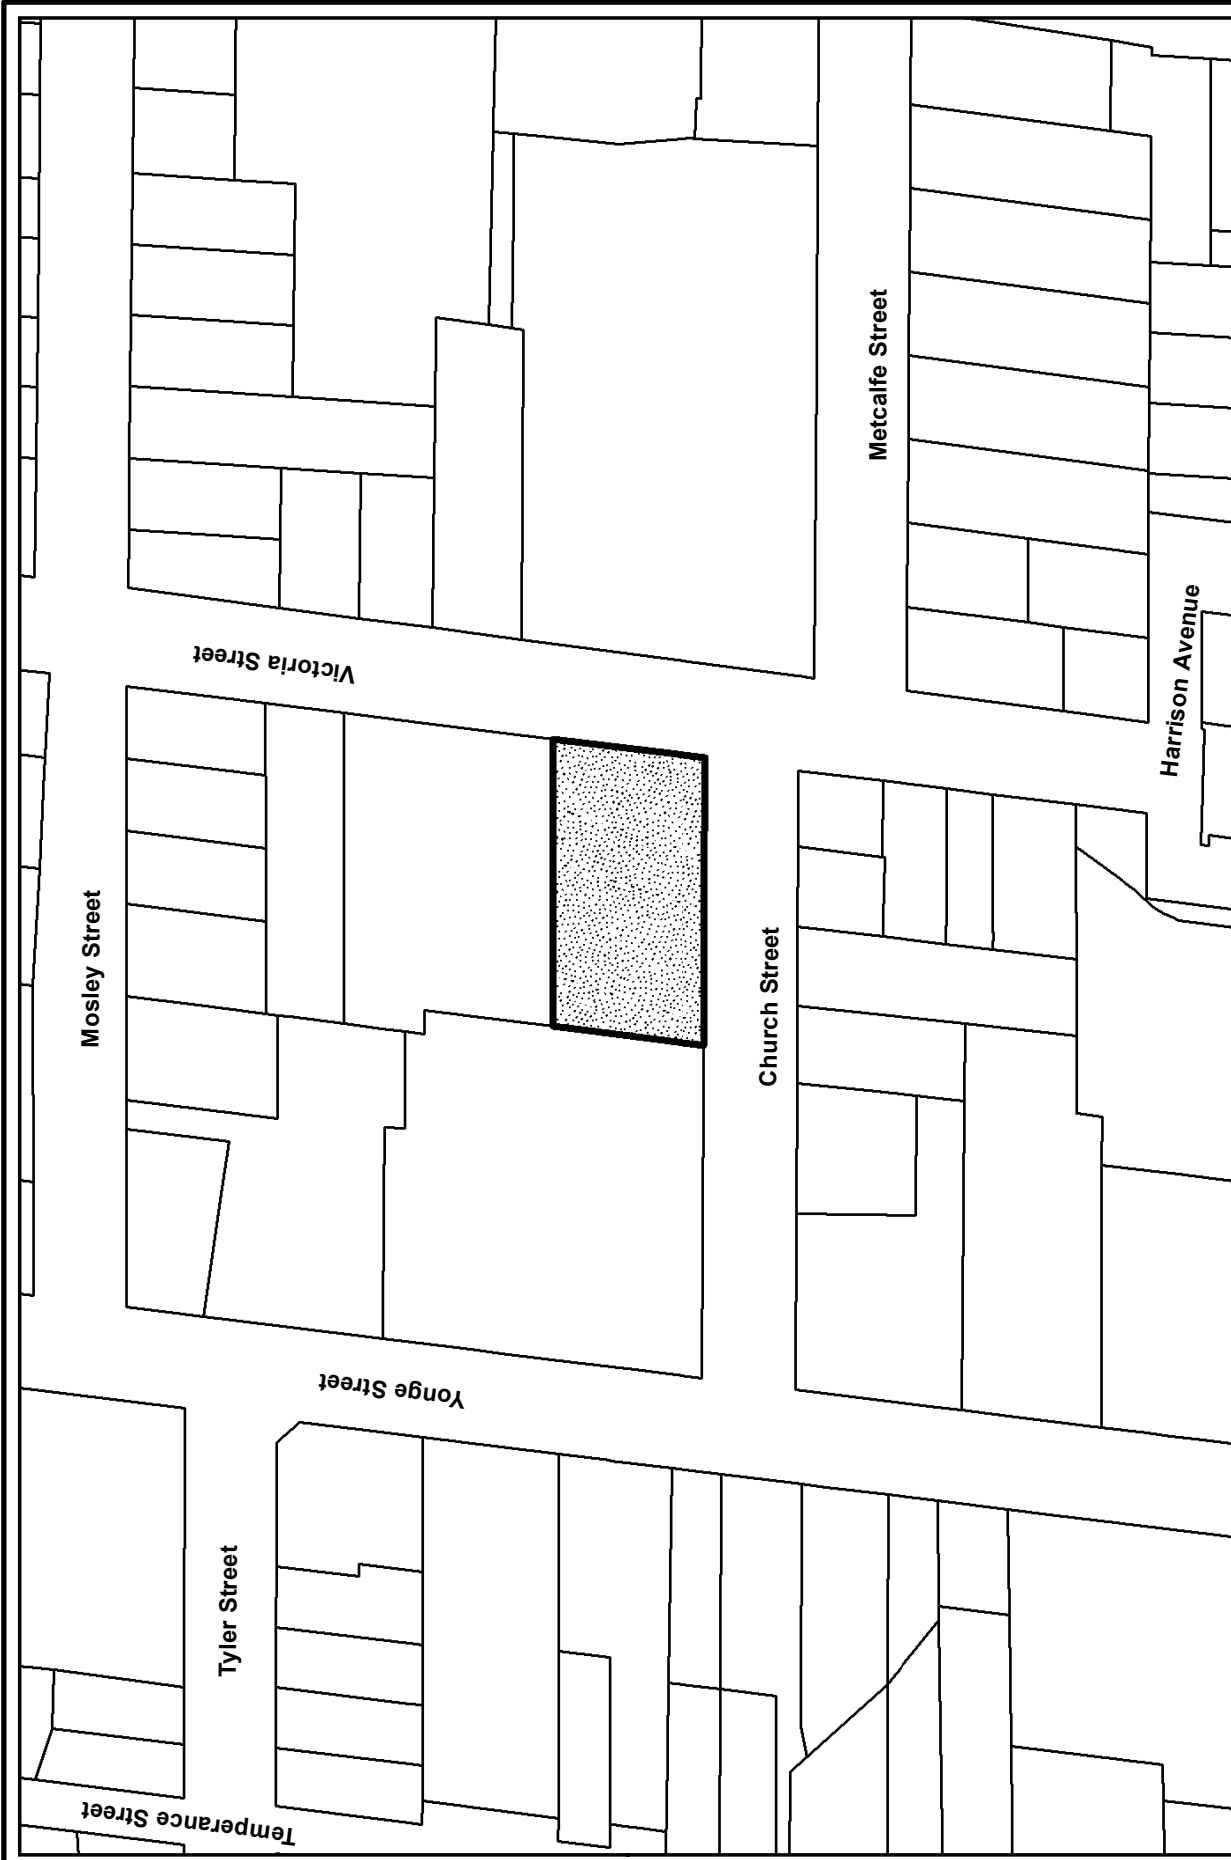 Metcalfe Street
Harrison Avenue
Victoria Street
Mosley Street
Church Street
Yonge Street
Tyler Street
Temperance Street